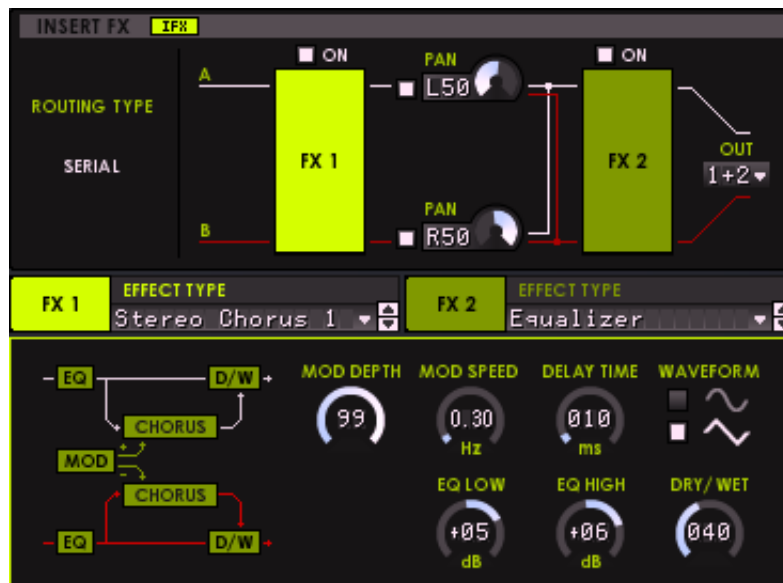 INSERT FX IFX
ON PAN ON
A L50
ROUTING TYPE
OUT
SERIAL FX 1 FX 2 1+2
PAN
B R50
FX 1 EFFECT TYPE FX 2 EFFECT TYPE
Stereo Chorus 1 Equalizer
EQ D/W MOD DEPTH MOD SPEED DELAY TIME WAVEFORM
CHORUS 99 0.30 010
Hz ms
MOD
EQ LOW EQ HIGH DRY/WET
CHORUS
EQ D/W +05 +06 040
dB dB